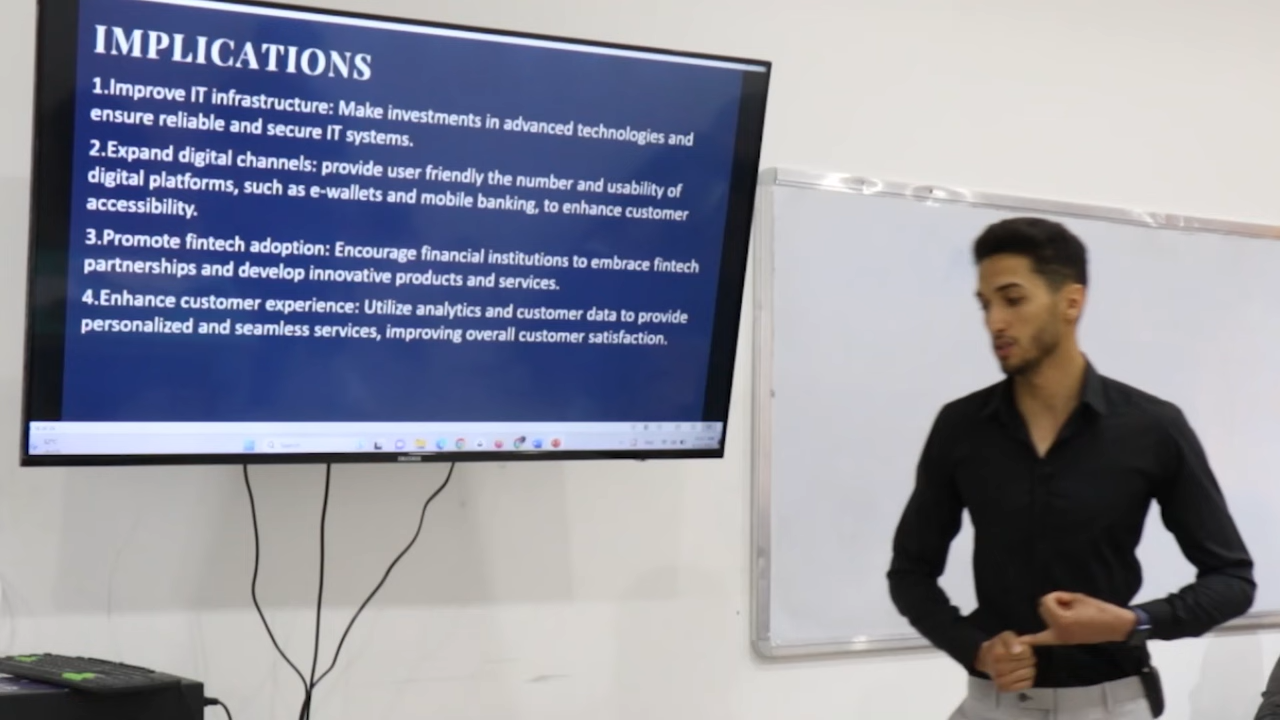 IMPLICATIONS
1.Improve IT infrastructure: Make investments in advanced technologies and
ensure reliable and secure IT systems.
2.Expand digital channels: provide user friendly the number and usability of
digital platforms, such as e-wallets and mobile banking, to enhance customer
accessibility.
3.Promote fintech adoption: Encourage financial institutions to embrace fintech
partnerships and develop innovative products and services.
4.Enhance customer experience: Utilize analytics and customer data to provide
personalized and seamless services, improving overall customer satisfaction.
Search